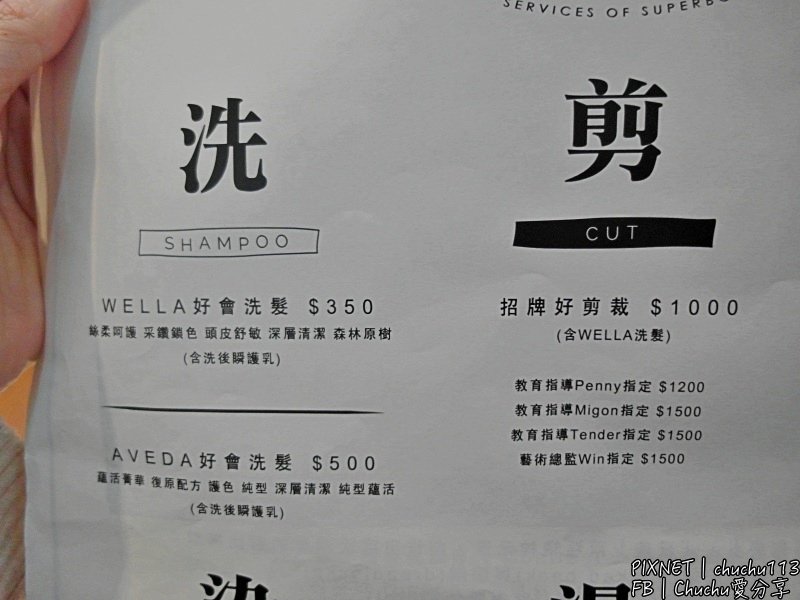 SERVICES OF SUPERBO
洗
SHAMPOO
WELLA好會洗髮 $350
絲柔呵護 采鑽鎖色 頭皮舒敏 深層清潔 森林原樹
(含洗後瞬護乳)
AVEDA好會洗髮 $500
蘊活菁華 復原配方 護色 純型 深層清潔 純型蘊活
(含洗後瞬護乳)
剪
CUT
招牌好剪裁 $1000
(含WELLA洗髮)
教育指導Penny指定 $1200
教育指導Migon指定 $1500
教育指導Tender指定 $1500
藝術總監Win指定 $1500
染
PIXNET | chuchu113
FB | Chuchu愛分享